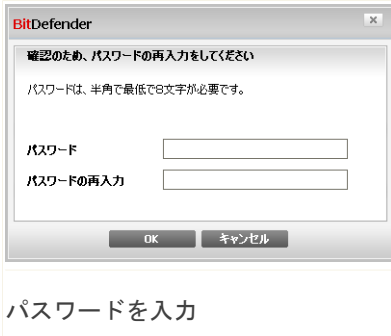 BitDefender
確認のため、パスワードの再入力をしてください
パスワードは、半角で最低で8文字が必要です。
パスワード
パスワードの再入力
OK キャンセル
パスワードを入力